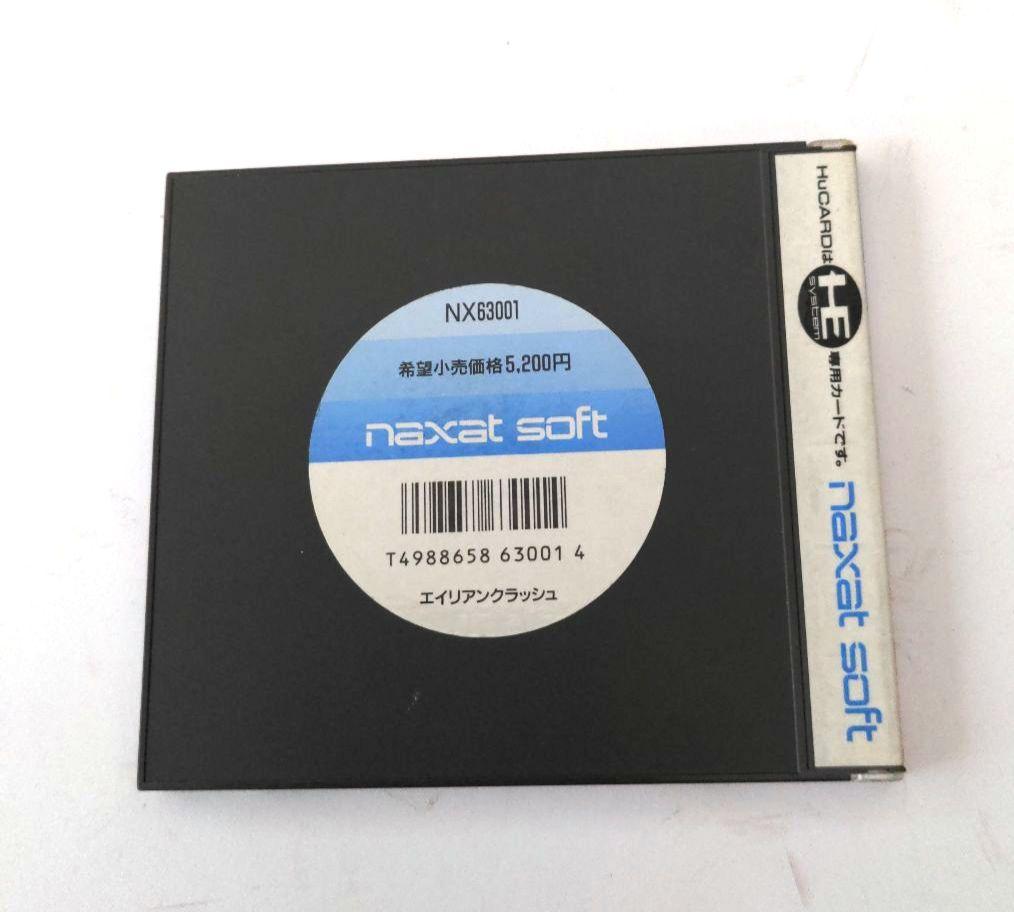 NX63001
希望小売価格5,200円
naxat soft
T4988658 63001 4
エイリアンクラッシュ
HuCARDは HE SYSTEM 専用カードです。 naxat soft